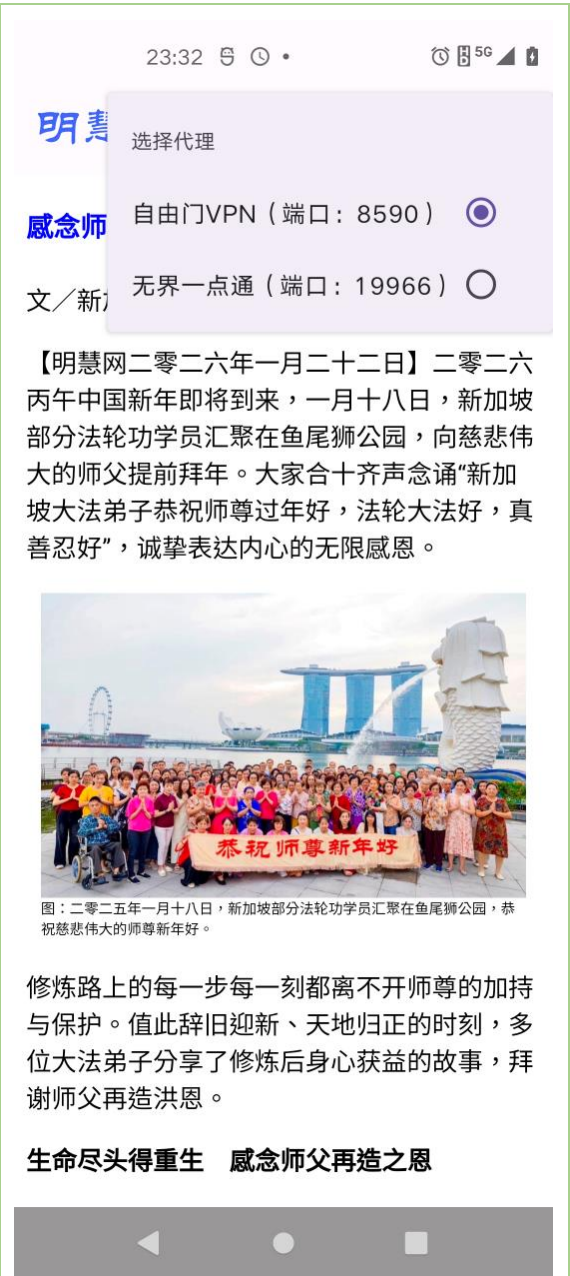 23:32
5G
明慧
选择代理
自由门VPN（端口：8590）
无界一点通（端口：19966）
感念师
文／新加
【明慧网二零二六年一月二十二日】二零二六
丙午中国新年即将到来，一月十八日，新加坡
部分法轮功学员汇聚在鱼尾狮公园，向慈悲伟
大的师父提前拜年。大家合十齐声念诵“新加
坡大法弟子恭祝师尊过年好，法轮大法好，真
善忍好”，诚挚表达内心的无限感恩。
恭祝师尊新年好
图：二零二五年一月十八日，新加坡部分法轮功学员汇聚在鱼尾狮公园，恭
祝慈悲伟大的师尊新年好。
修炼路上的每一步每一刻都离不开师尊的加持
与保护。值此辞旧迎新、天地归正的时刻，多
位大法弟子分享了修炼后身心获益的故事，拜
谢师父再造洪恩。
生命尽头得重生　感念师父再造之恩